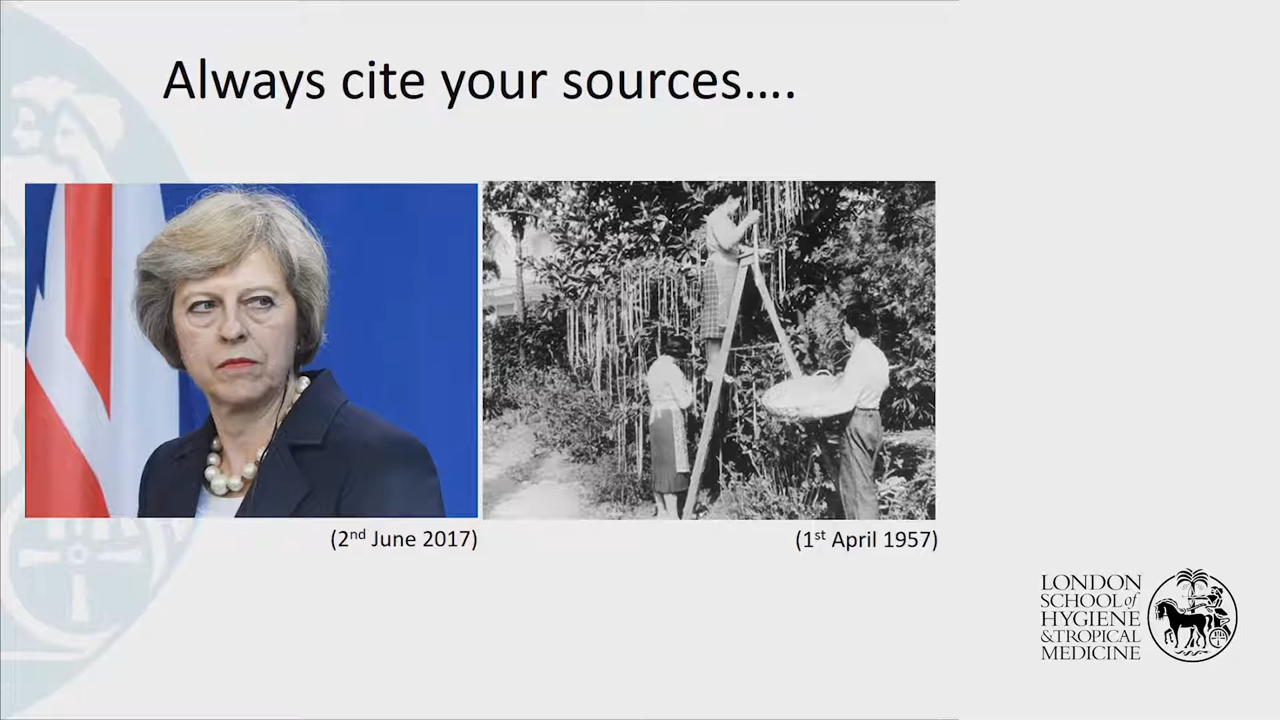 Always cite your sources....
(2nd June 2017)
(1st April 1957)
LONDON
SCHOOL of
HYGIENE
&TROPICAL
MEDICINE